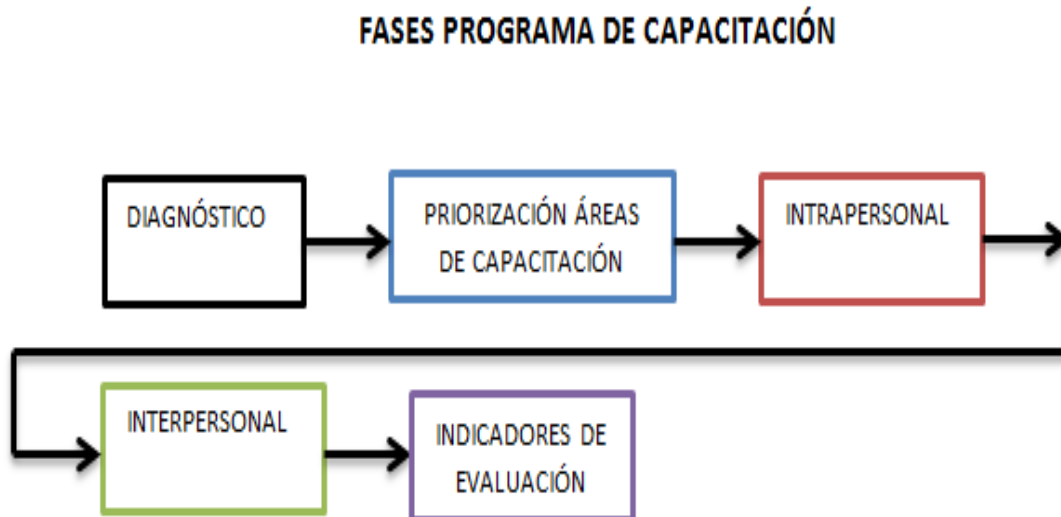 FASES PROGRAMA DE CAPACITACIÓN
DIAGNÓSTICO
PRIORIZACIÓN ÁREAS
DE CAPACITACIÓN
INTRAPERSONAL
INTERPERSONAL
INDICADORES DE
EVALUACIÓN